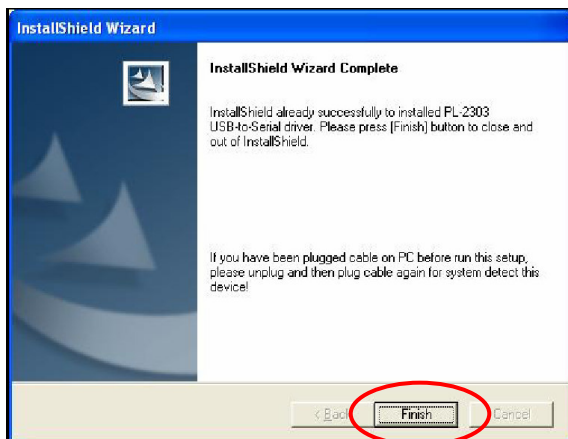 InstallShield Wizard
InstallShield Wizard Complete
InstallShield already successfully to installed PL-2303
USB-to-Serial driver. Please press [Finish] button to close and
out of InstallShield.
If you have been plugged cable on PC before run this setup,
please unplug and then plug cable again for system detect this
device!
< Back Finish Cancel